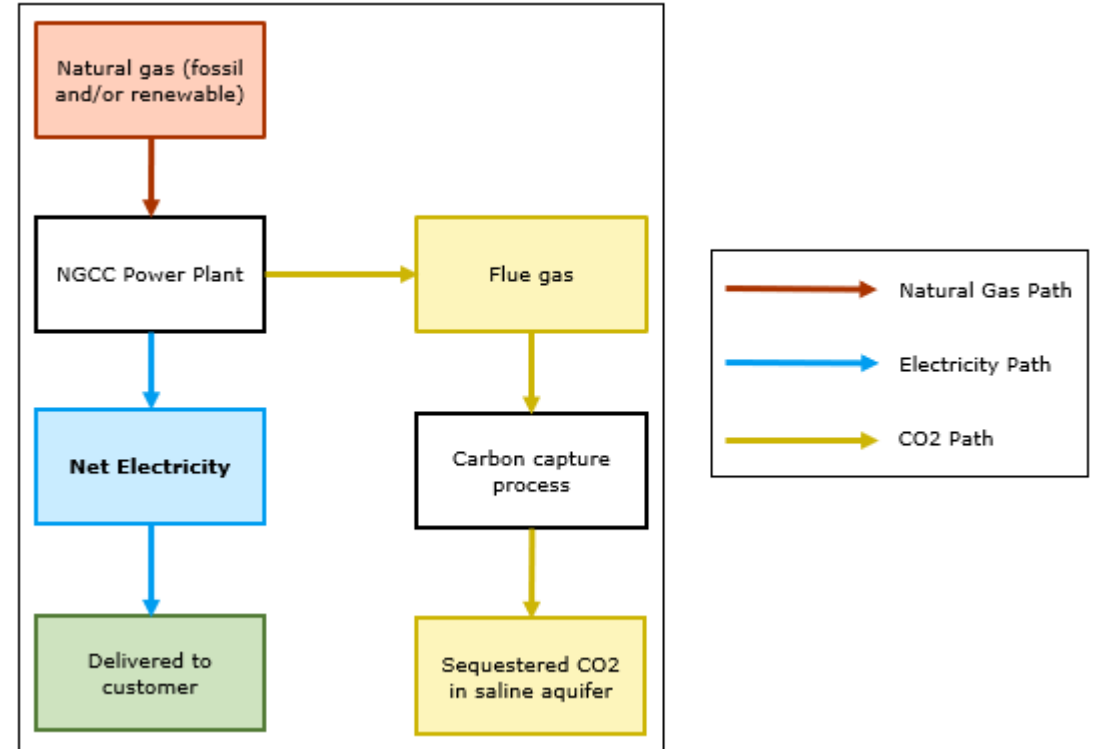 Natural gas (fossil
and/or renewable)
NGCC Power Plant
Flue gas
Net Electricity
Carbon capture
process
Delivered to
customer
Sequestered CO2
in saline aquifer
Natural Gas Path
Electricity Path
CO2 Path